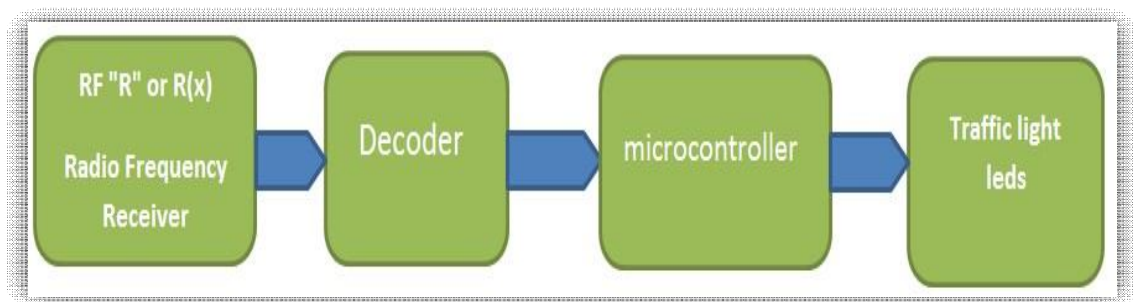 RF "R" or R(x)
Radio Frequency
Receiver
Decoder
microcontroller
Traffic light
leds